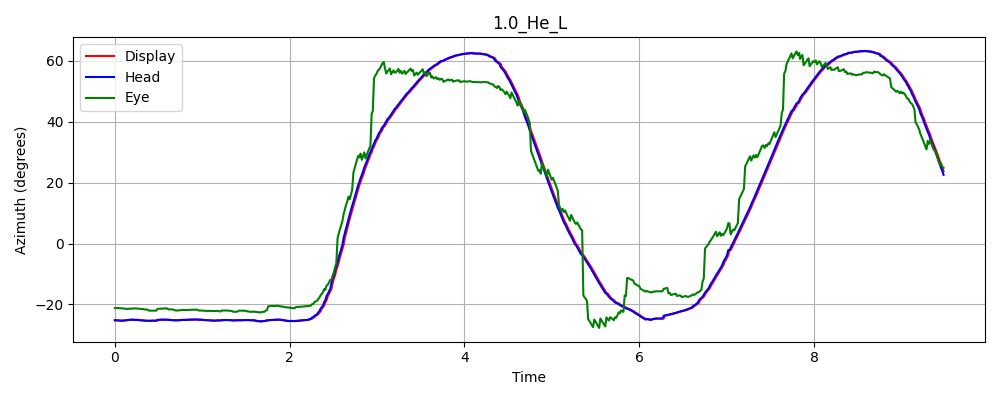 1.0_He_L
Display
Head
Eye
Azimuth (degrees)
60
40
20
0
−20
0 2 4 6 8
Time